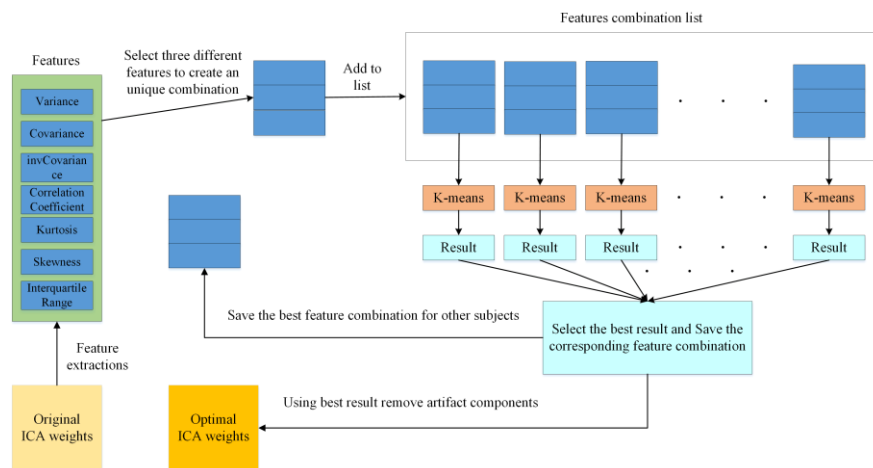 Features combination list
Features
Select three different
features to create an
unique combination
Add to
list
Variance
Covariance
invCovaria
nce
Correlation
Coefficient
Kurtosis
Skewness
Interquartile
Range
K-means
K-means
K-means
K-means
Result
Result
Result
Result
Save the best feature combination for other subjects
Select the best result and Save the
corresponding feature combination
Feature
extractions
Using best result remove artifact components
Original
ICA weights
Optimal
ICA weights